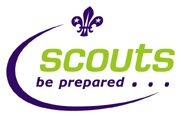 scouts
be prepared . . .